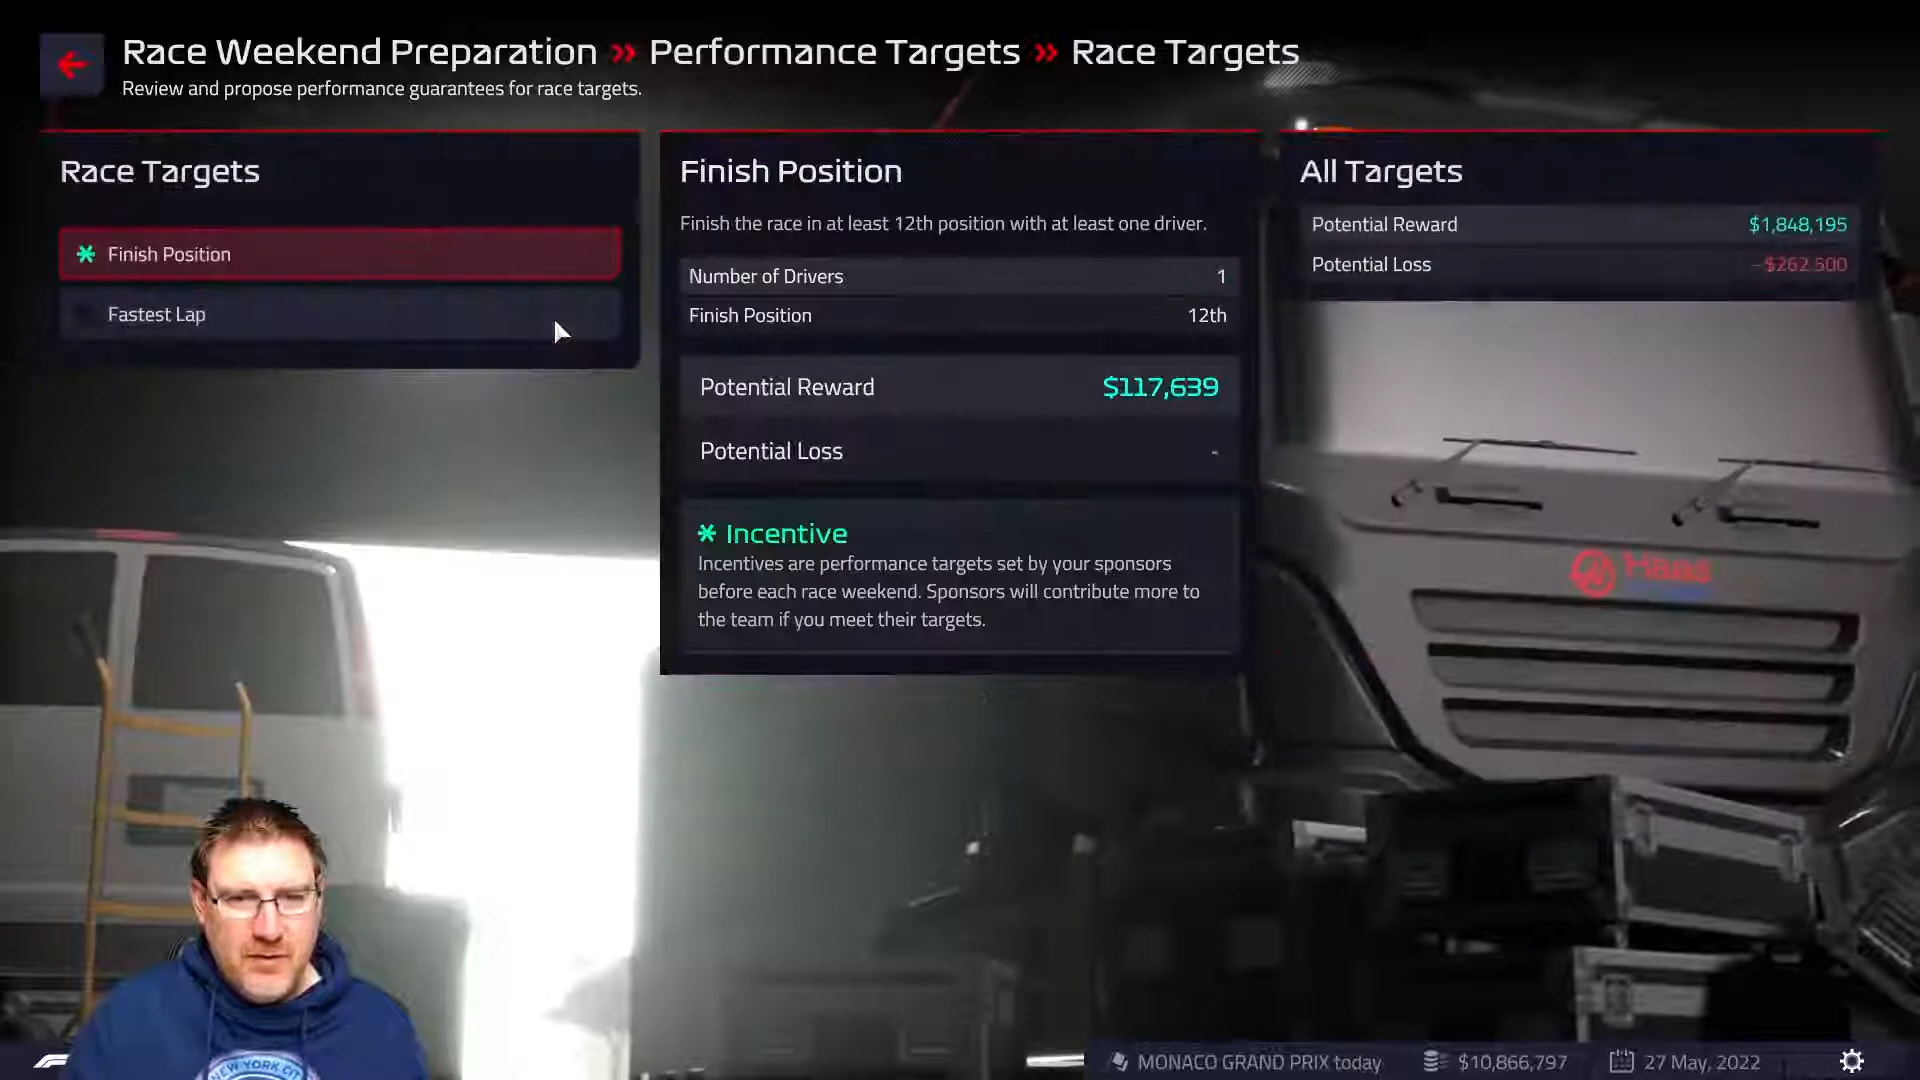 Race Weekend Preparation » Performance Targets » Race Targets
Review and propose performance guarantees for race targets.
Race Targets
Finish Position
Fastest Lap
Finish Position
Finish the race in at least 12th position with at least one driver.
Number of Drivers 1
Finish Position 12th
Potential Reward $117,639
Potential Loss -
Incentive
Incentives are performance targets set by your sponsors
before each race weekend. Sponsors will contribute more to
the team if you meet their targets.
All Targets
Potential Reward $1,848,195
Potential Loss -$262,500
Haas
NEW YORK CITY
MONACO GRAND PRIX today $10,866,797 27 May, 2022